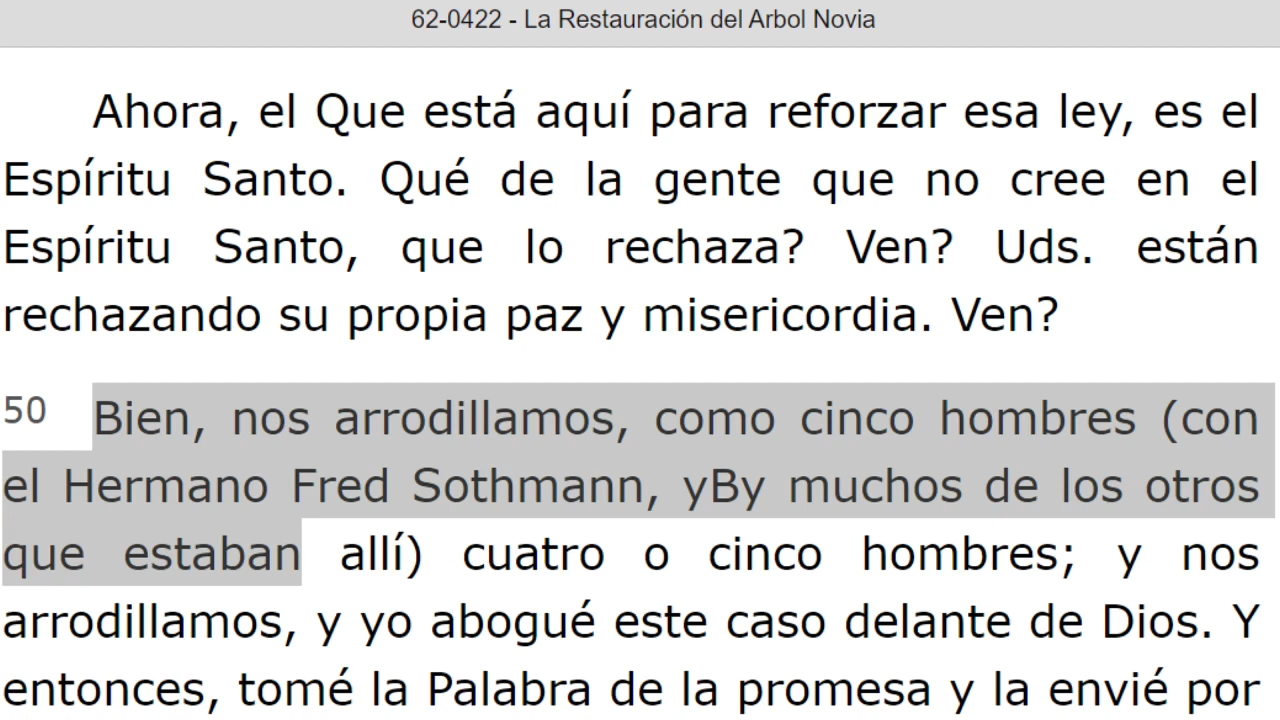 62-0422 - La Restauración del Arbol Novia
Ahora, el Que está aquí para reforzar esa ley, es el
Espíritu Santo. Qué de la gente que no cree en el
Espíritu Santo, que lo rechaza? Ven? Uds. están
rechazando su propia paz y misericordia. Ven?
50 Bien, nos arrodillamos, como cinco hombres (con
el Hermano Fred Sothmann, yBy muchos de los otros
que estaban allí) cuatro o cinco hombres; y nos
arrodillamos, y yo abogué este caso delante de Dios. Y
entonces, tomé la Palabra de la promesa y la envié por